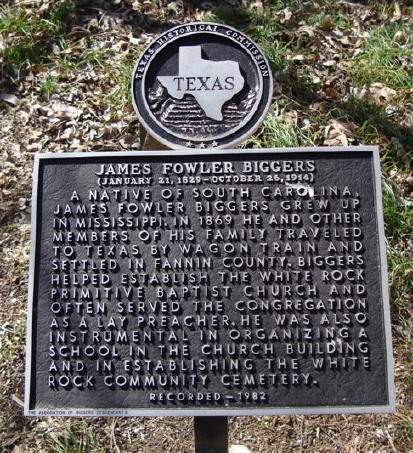 TEXAS HISTORICAL COMMISSION
TEXAS
JAMES FOWLER BIGGERS
(JANUARY 21, 1829–OCTOBER 26, 1914)
A NATIVE OF SOUTH CAROLINA,
JAMES FOWLER BIGGERS GREW UP
IN MISSISSIPPI. IN 1869 HE AND OTHER
MEMBERS OF HIS FAMILY TRAVELED
TO TEXAS BY WAGON TRAIN AND
SETTLED IN FANNIN COUNTY. BIGGERS
HELPED ESTABLISH THE WHITE ROCK
PRIMITIVE BAPTIST CHURCH AND
OFTEN SERVED THE CONGREGATION
AS A LAY PREACHER. HE WAS ALSO
INSTRUMENTAL IN ORGANIZING A
SCHOOL IN THE CHURCH BUILDING
AND IN ESTABLISHING THE WHITE
ROCK COMMUNITY CEMETERY.
RECORDED – 1982
THE ASSOCIATION OF BIGGERS DESCENDANTS